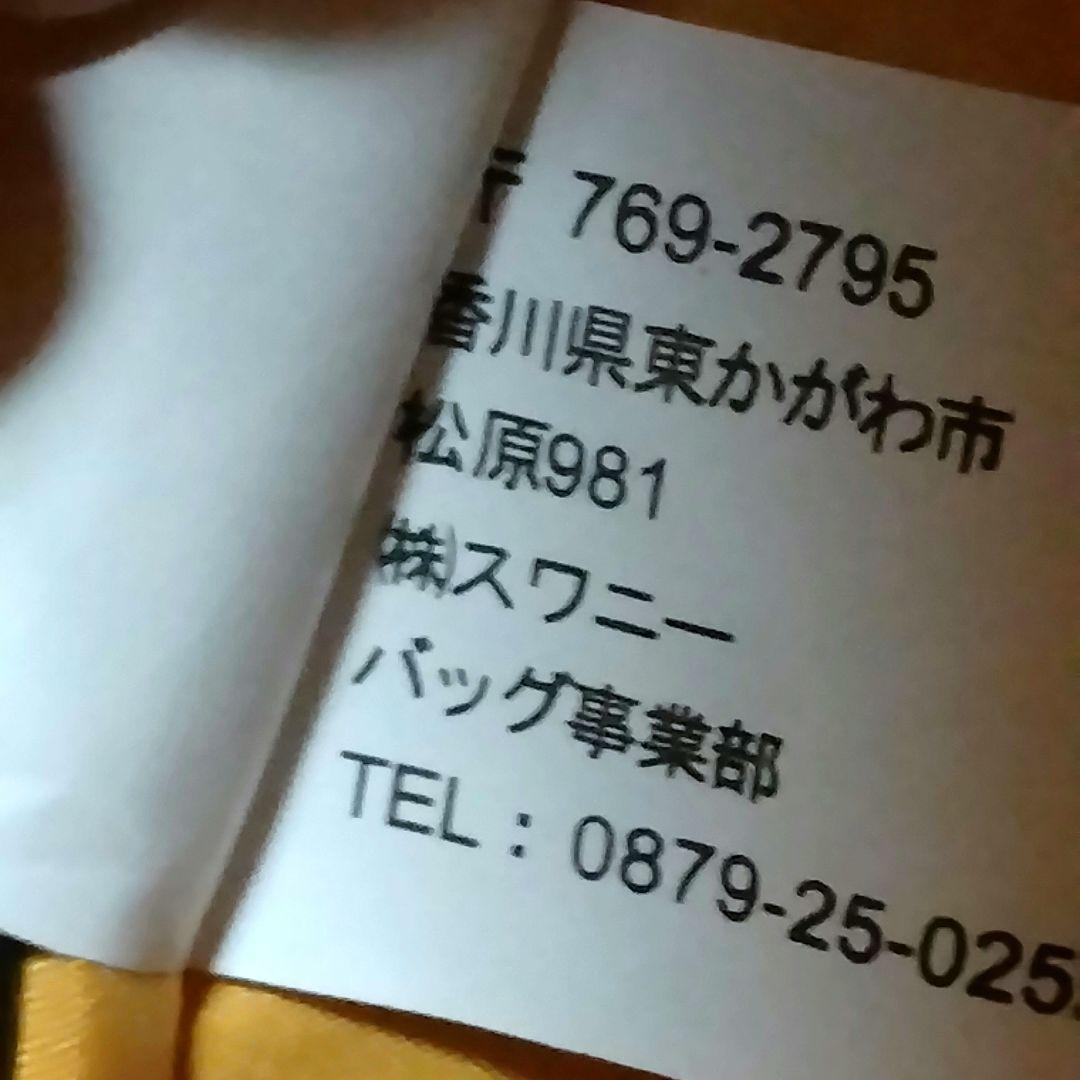 〒 769-2795
香川県東かがわ市
松原981
㈱スワニー
バッグ事業部
TEL：0879-25-025